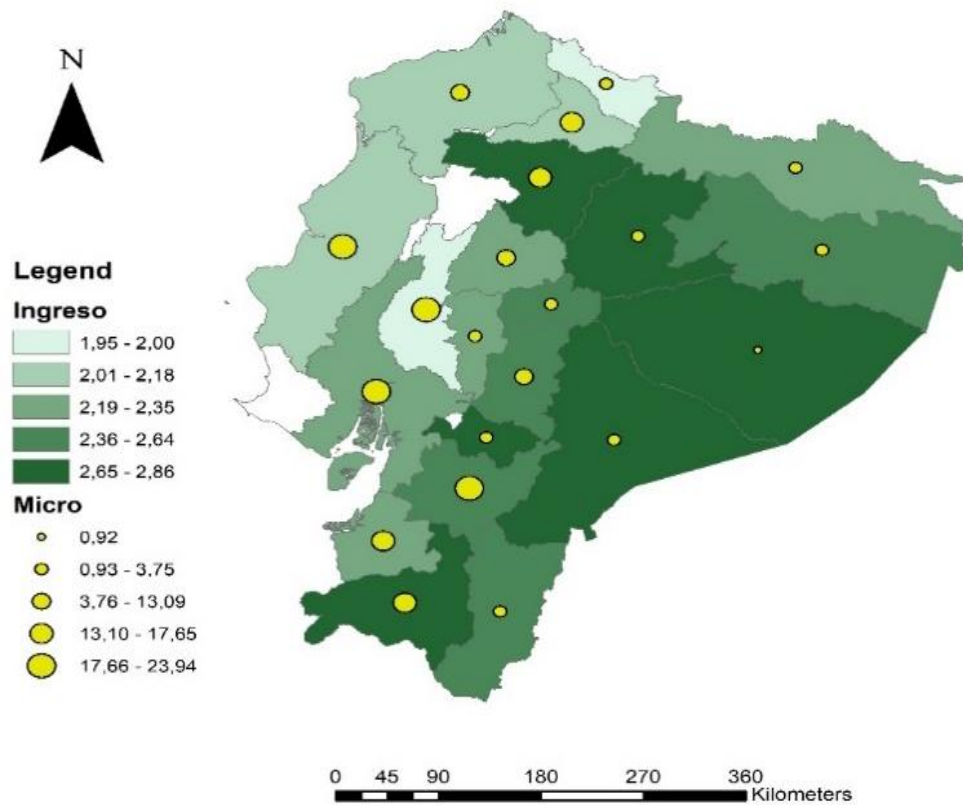 N
Legend
Ingreso
1,95 - 2,00
2,01 - 2,18
2,19 - 2,35
2,36 - 2,64
2,65 - 2,86
Micro
0,92
0,93 - 3,75
3,76 - 13,09
13,10 - 17,65
17,66 - 23,94
0 45 90 180 270 360
Kilometers